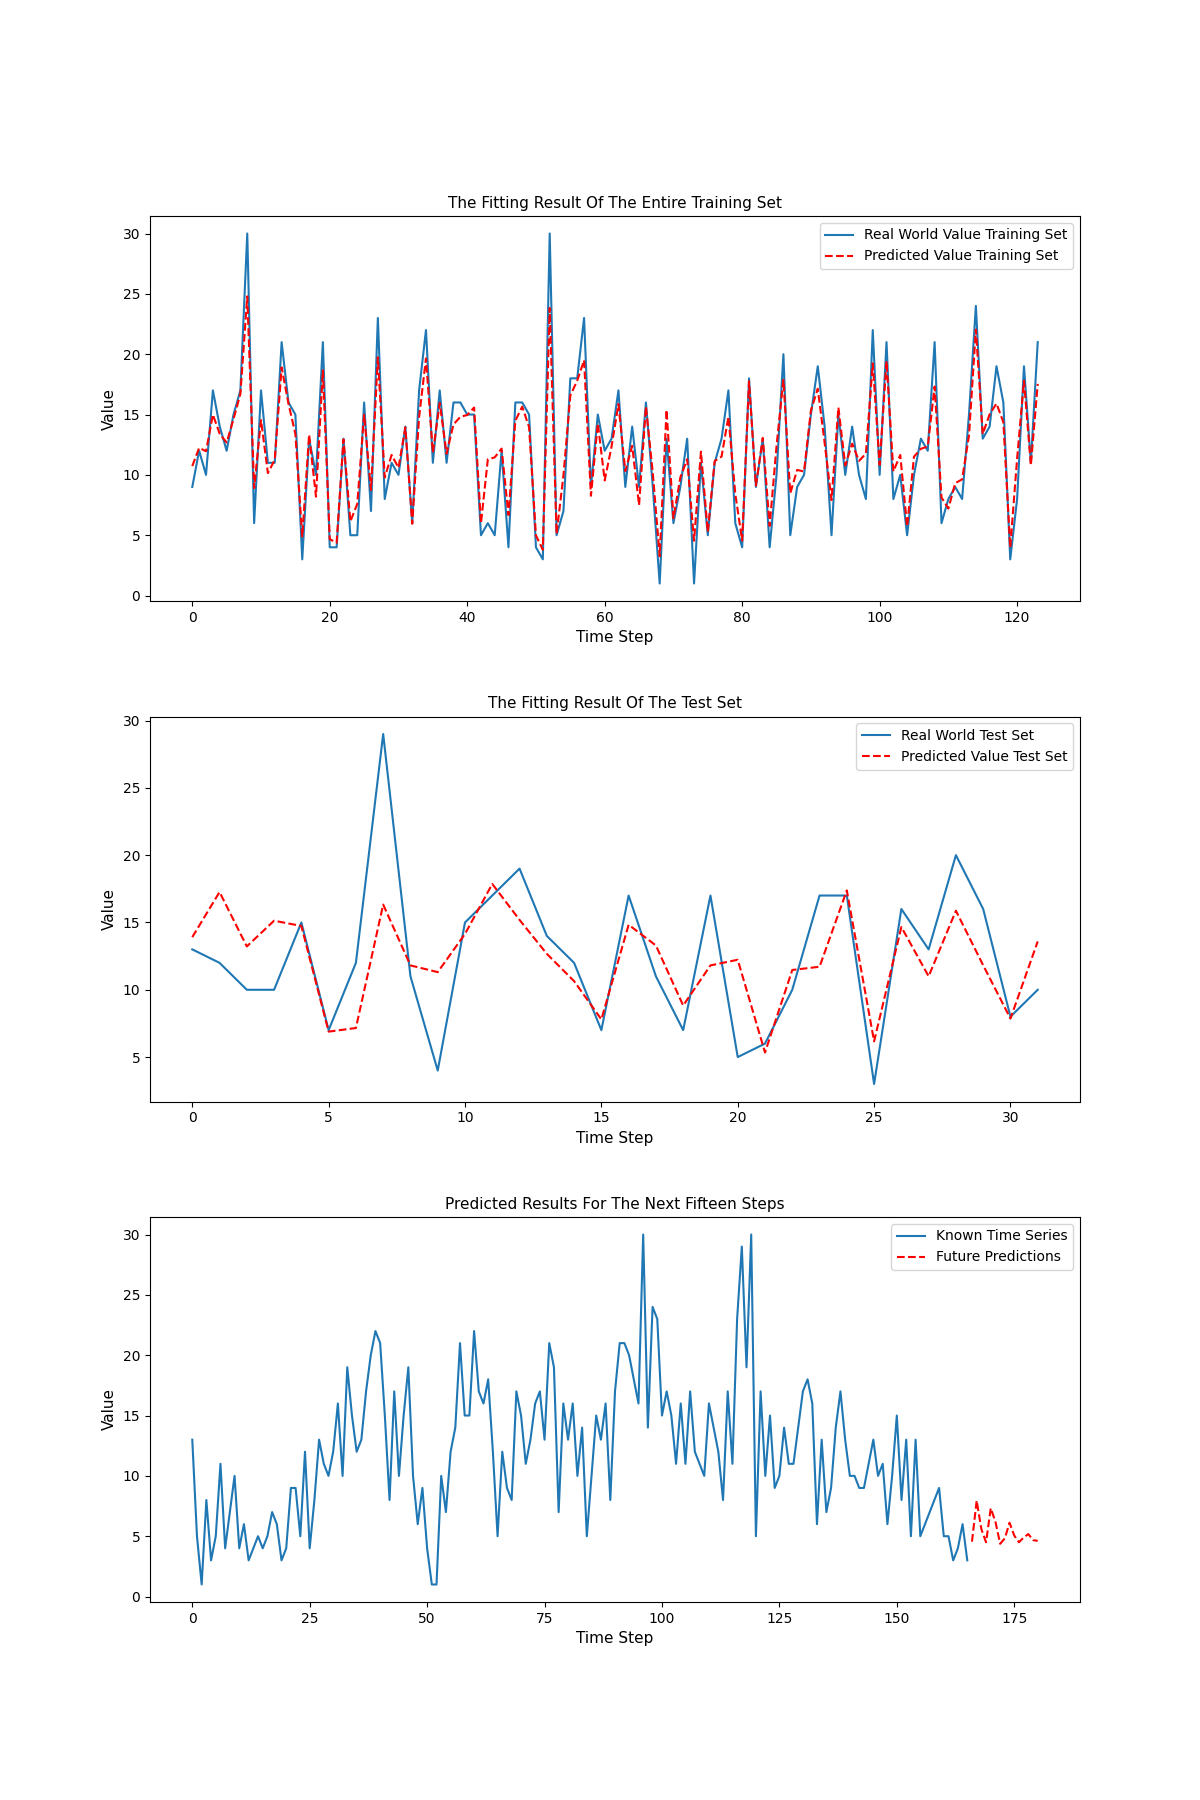 The Fitting Result Of The Entire Training Set
Real World Value Training Set
Predicted Value Training Set
Value
30
25
20
15
10
5
0
0 20 40 60 80 100 120
Time Step
The Fitting Result Of The Test Set
Real World Test Set
Predicted Value Test Set
Value
30
25
20
15
10
5
0 5 10 15 20 25 30
Time Step
Predicted Results For The Next Fifteen Steps
Known Time Series
Future Predictions
Value
30
25
20
15
10
5
0
0 25 50 75 100 125 150 175
Time Step